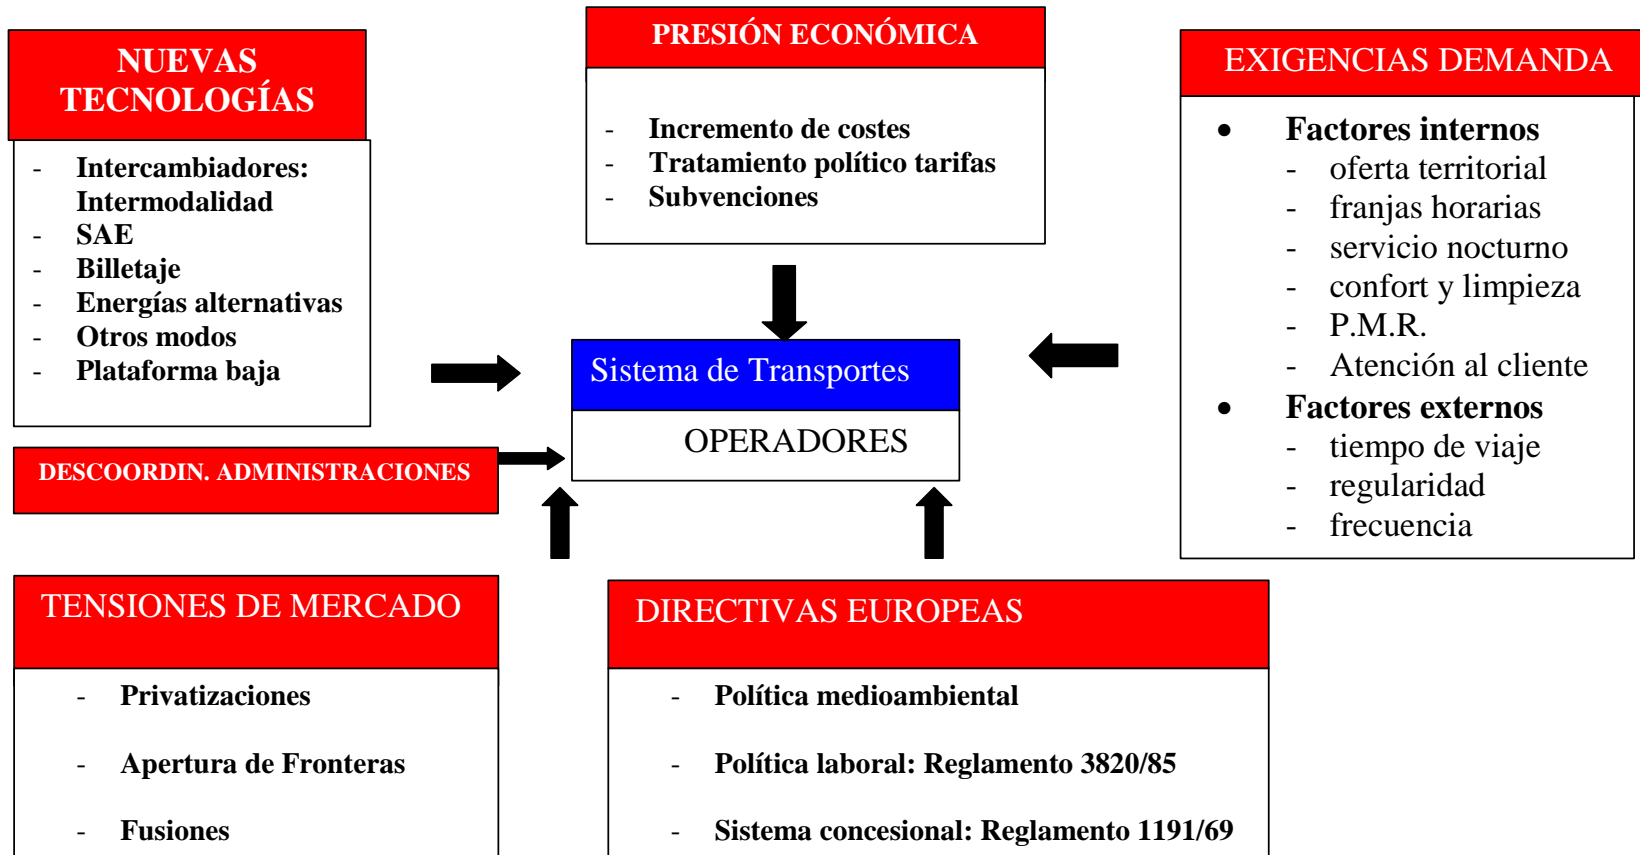 NUEVAS
TECNOLOGÍAS
- Intercambiadores:
Intermodalidad
- SAE
- Billetaje
- Energías alternativas
- Otros modos
- Plataforma baja
PRESIÓN ECONÓMICA
- Incremento de costes
- Tratamiento político tarifas
- Subvenciones
EXIGENCIAS DEMANDA
• Factores internos
- oferta territorial
- franjas horarias
- servicio nocturno
- confort y limpieza
- P.M.R.
- Atención al cliente
• Factores externos
- tiempo de viaje
- regularidad
- frecuencia
Sistema de Transportes
OPERADORES
DESCOORDIN. ADMINISTRACIONES
TENSIONES DE MERCADO
- Privatizaciones
- Apertura de Fronteras
- Fusiones
DIRECTIVAS EUROPEAS
- Política medioambiental
- Política laboral: Reglamento 3820/85
- Sistema concesional: Reglamento 1191/69